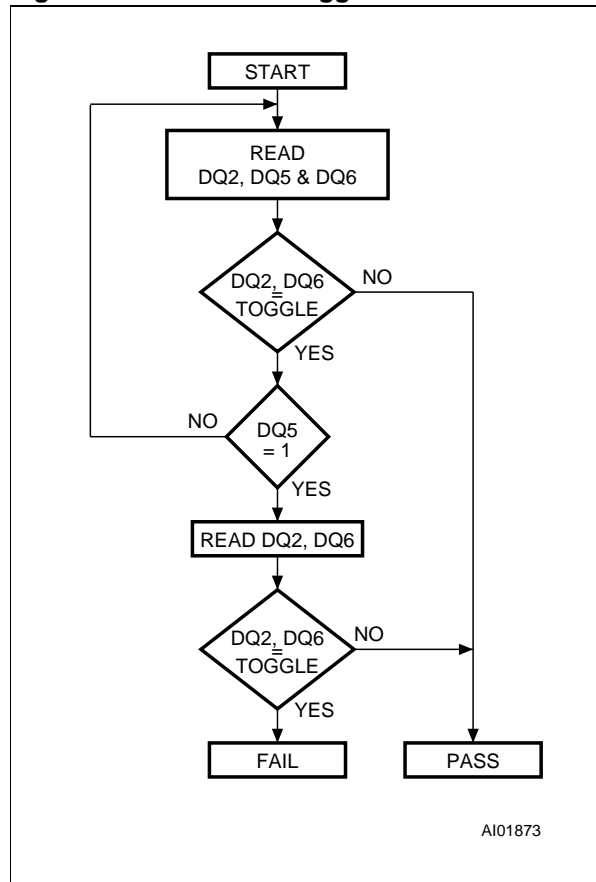 START
READ
DQ2, DQ5 & DQ6
DQ2, DQ6
=
TOGGLE
NO
YES
NO
DQ5
= 1
YES
READ DQ2, DQ6
DQ2, DQ6
=
TOGGLE
NO
YES
FAIL
PASS
AI01873